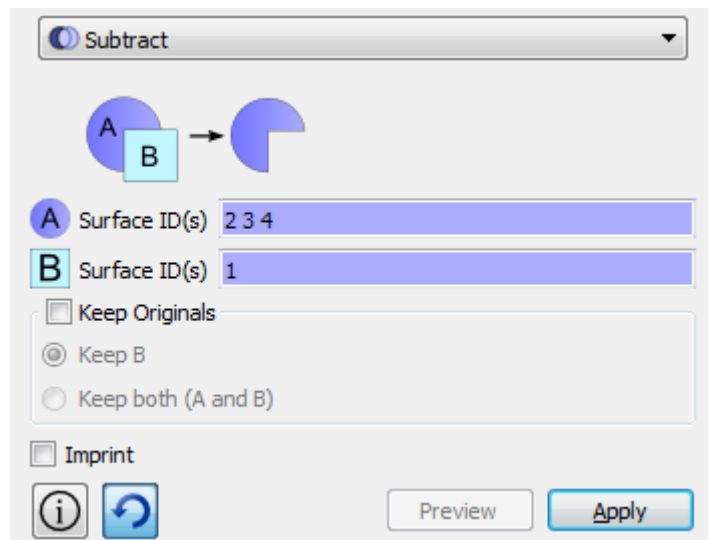 Subtract
A
B
A Surface ID(s) 2 3 4
B Surface ID(s) 1
Keep Originals
Keep B
Keep both (A and B)
Imprint
i Preview Apply